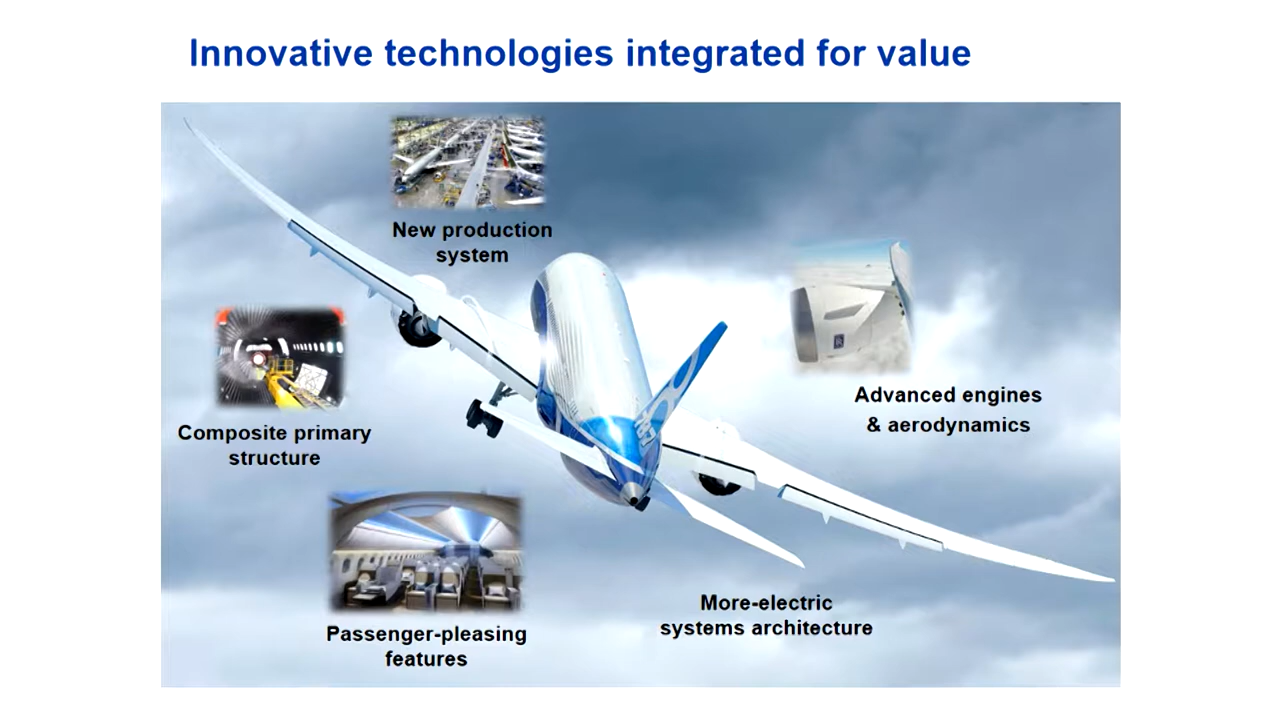 Innovative technologies integrated for value
New production
system
Advanced engines
& aerodynamics
Composite primary
structure
Passenger-pleasing
features
More-electric
systems architecture
787